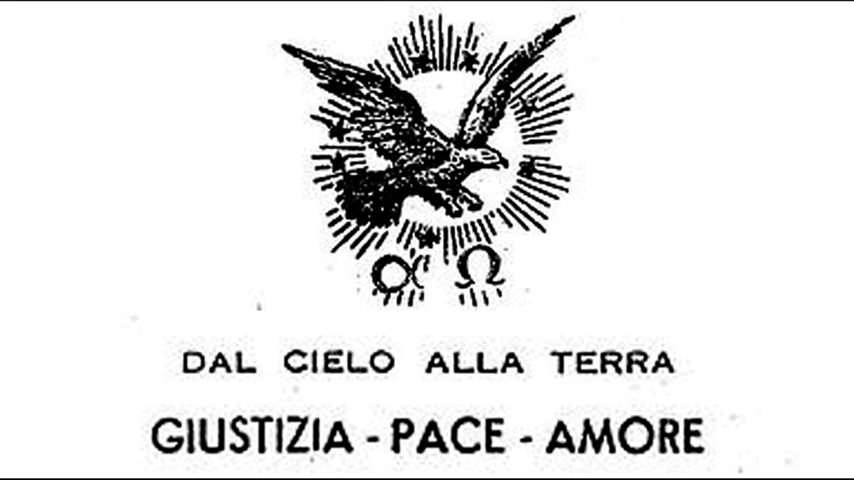 α Ω
DAL CIELO ALLA TERRA
GIUSTIZIA - PACE - AMORE